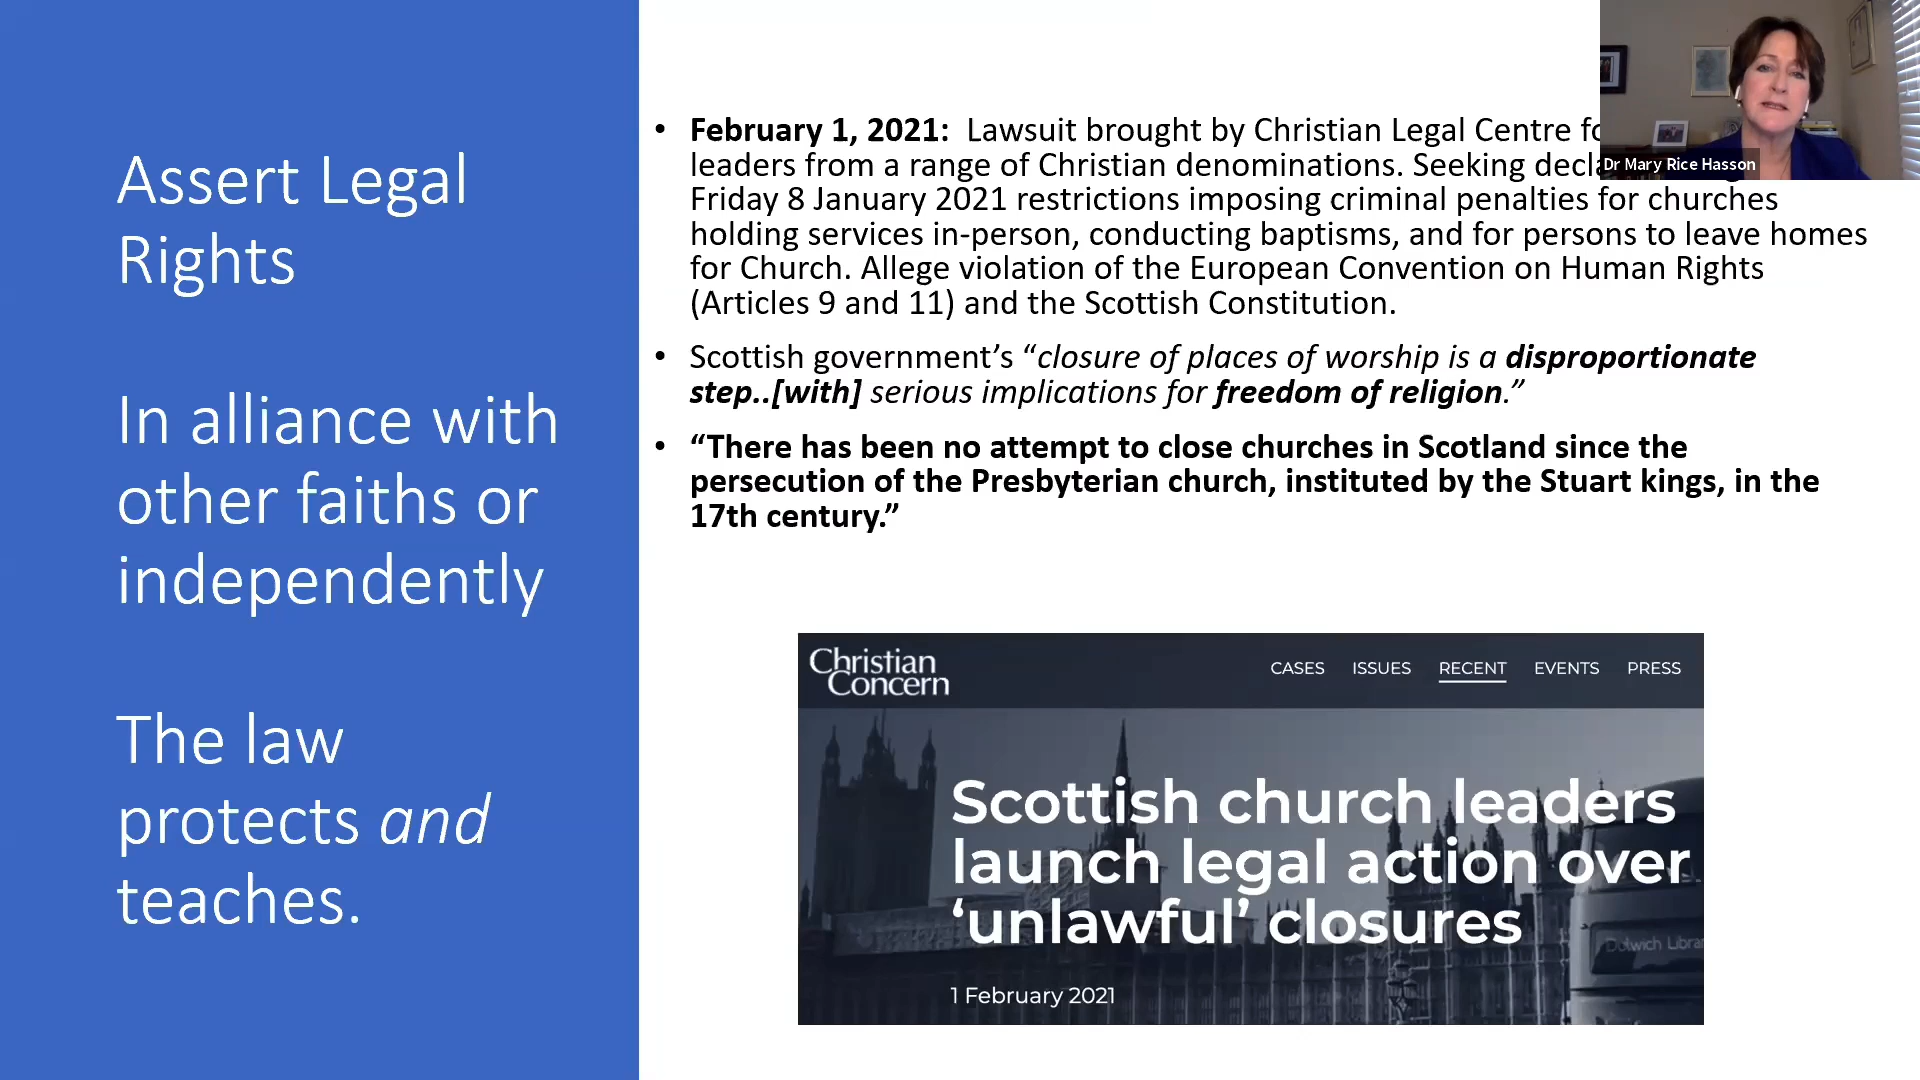 Assert Legal
Rights
In alliance with
other faiths or
independently
The law
protects and
teaches.
• February 1, 2021:  Lawsuit brought by Christian Legal Centre
leaders from a range of Christian denominations. Seeking
Friday 8 January 2021 restrictions imposing criminal penalties for churches
holding services in-person, conducting baptisms, and for persons to leave homes
for Church. Allege violation of the European Convention on Human Rights
(Articles 9 and 11) and the Scottish Constitution.
• Scottish government’s “closure of places of worship is a disproportionate
step..[with] serious implications for freedom of religion.”
• “There has been no attempt to close churches in Scotland since the
persecution of the Presbyterian church, instituted by the Stuart kings, in the
17th century.”
Dr Mary Rice Hasson
Christian
Concern
CASES ISSUES RECENT EVENTS PRESS
Scottish church leaders
launch legal action over
‘unlawful’ closures
Dulwich
1 February 2021